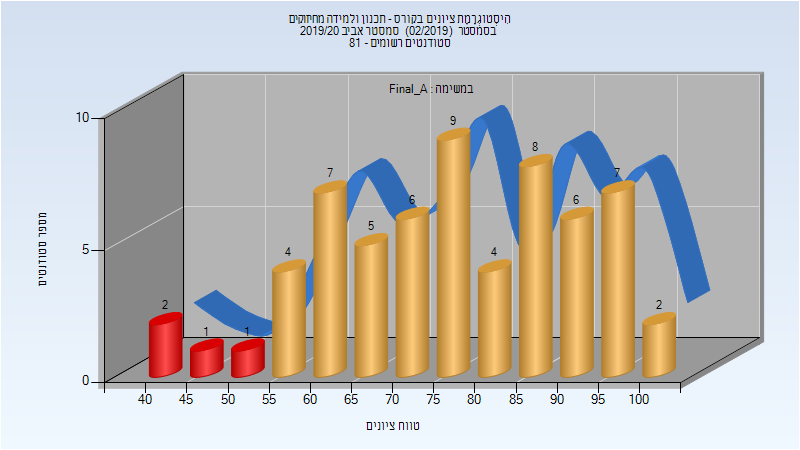 היסטוגרמת ציונים בקורס - תכנון ולמידה מחיזוקים
בסמסטר (02/2019) סמסטר אביב 2019/20
סטודנטים רשומים - 81
במשימה : Final_A
מספר סטודנטים
10
5
0
2
1
1
4
7
5
6
9
4
8
6
7
2
40 45 50 55 60 65 70 75 80 85 90 95 100
טווח ציונים